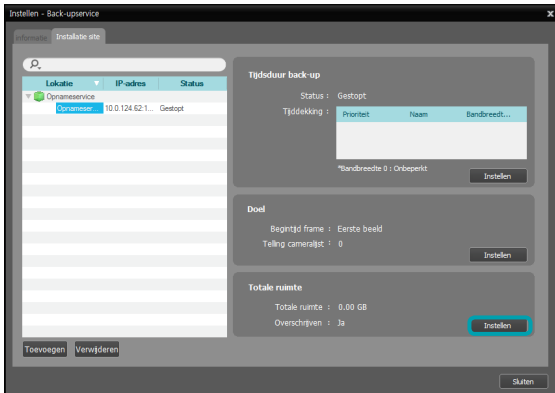 Instellen - Back-upservice
x
Informatie
Installatie site
Lokatie
IP-adres
Status
Opnameservice
Opnameser... 10.0.124.62:1... Gestopt
Toevoegen
Verwijderen
Tijdsduur back-up
Status : Gestopt
Tijddekking :
Prioriteit
Naam
Bandbreedt...
*Bandbreedte 0 : Onbeperkt
Instellen
Doel
Begintijd frame : Eerste beeld
Telling cameralijst : 0
Instellen
Totale ruimte
Totale ruimte : 0.00 GB
Overschrijven : Ja
Instellen
Sluiten